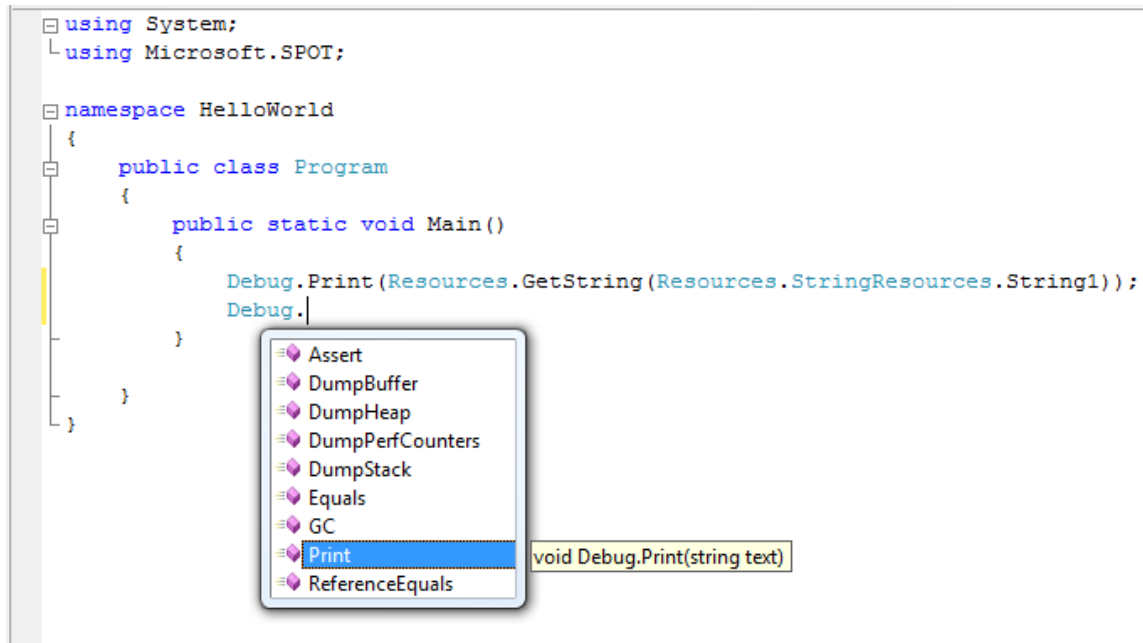 using System;
using Microsoft.SPOT;
namespace HelloWorld
{
public class Program
{
public static void Main()
{
Debug.Print(Resources.GetString(Resources.StringResources.String1));
Debug.
}
}
}
Assert
DumpBuffer
DumpHeap
DumpPerfCounters
DumpStack
Equals
GC
Print
void Debug.Print(string text)
ReferenceEquals